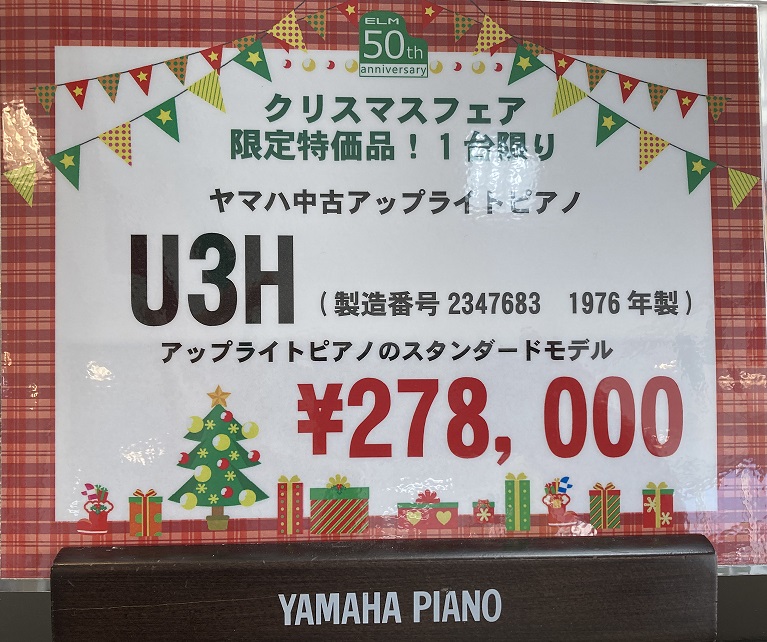 ELM
50th
anniversary
クリスマスフェア
限定特価品！１台限り
ヤマハ中古アップライトピアノ
U3H (製造番号 2347683　1976 年製)
アップライトピアノのスタンダードモデル
¥278, 000
YAMAHA PIANO